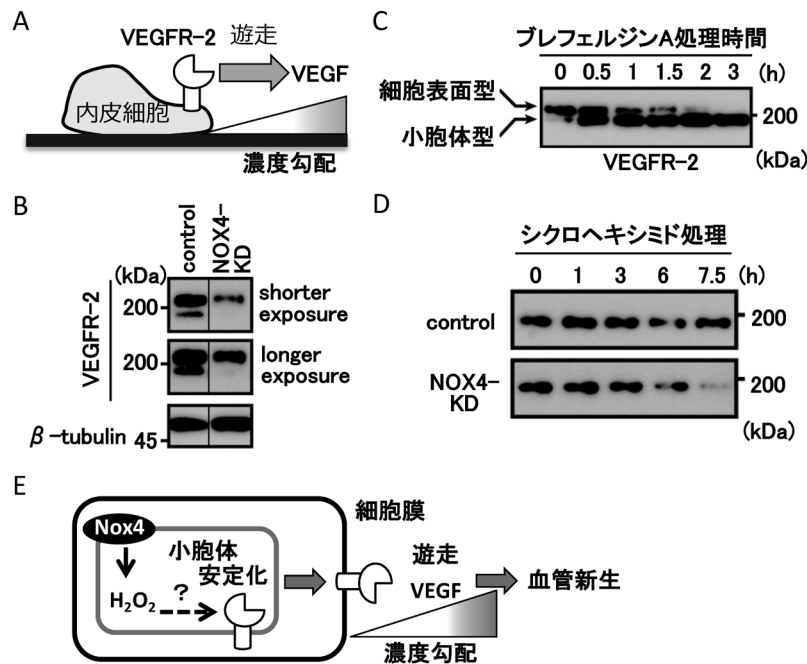 A
VEGFR-2 遊走
VEGF
内皮細胞
濃度勾配
B
control
NOX4-KD
(kDa)
VEGFR-2
200
shorter exposure
200
longer exposure
β-tubulin
45
C
ブレフェルジンA処理時間
0 0.5 1 1.5 2 3 (h)
細胞表面型
小胞体型
200
VEGFR-2
(kDa)
D
シクロヘキシミド処理
0 1 3 6 7.5 (h)
control
200
NOX4-KD
200
(kDa)
E
Nox4
小胞体
安定化
H2O2
?
細胞膜
遊走
VEGF
血管新生
濃度勾配